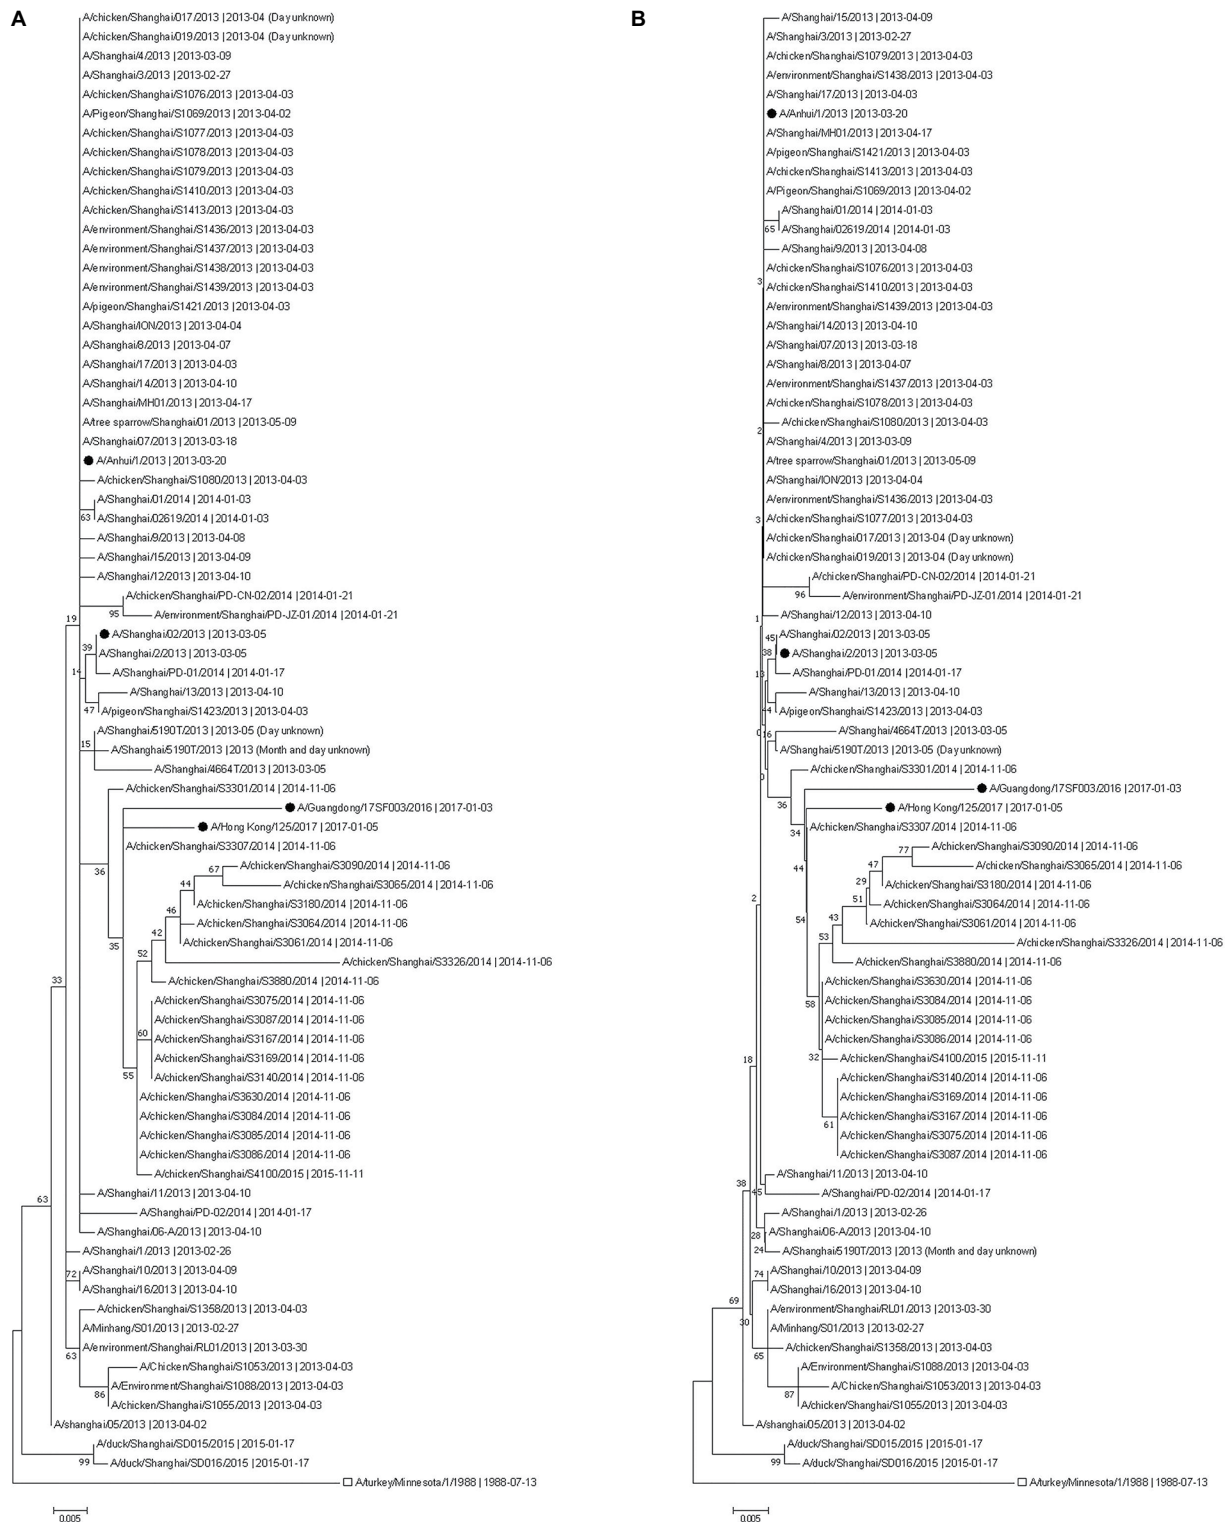 A
A/chicken/Shanghai/017/2013 | 2013-04 (Day unknown)
A/chicken/Shanghai/019/2013 | 2013-04 (Day unknown)
A/Shanghai/4/2013 | 2013-03-09
A/Shanghai/3/2013 | 2013-02-27
A/chicken/Shanghai/S1076/2013 | 2013-04-03
A/Pigeon/Shanghai/S1069/2013 | 2013-04-02
A/chicken/Shanghai/S1077/2013 | 2013-04-03
A/chicken/Shanghai/S1078/2013 | 2013-04-03
A/chicken/Shanghai/S1079/2013 | 2013-04-03
A/chicken/Shanghai/S1410/2013 | 2013-04-03
A/chicken/Shanghai/S1413/2013 | 2013-04-03
A/environment/Shanghai/S1436/2013 | 2013-04-03
A/environment/Shanghai/S1437/2013 | 2013-04-03
A/environment/Shanghai/S1438/2013 | 2013-04-03
A/environment/Shanghai/S1439/2013 | 2013-04-03
A/pigeon/Shanghai/S1421/2013 | 2013-04-03
A/Shanghai/ION/2013 | 2013-04-04
A/Shanghai/8/2013 | 2013-04-07
A/Shanghai/17/2013 | 2013-04-03
A/Shanghai/14/2013 | 2013-04-10
A/Shanghai/MH01/2013 | 2013-04-17
A/tree sparrow/Shanghai/01/2013 | 2013-05-09
A/Shanghai/07/2013 | 2013-03-18
A/Anhui/1/2013 | 2013-03-20
A/chicken/Shanghai/S1080/2013 | 2013-04-03
A/Shanghai/01/2014 | 2014-01-03
63
A/Shanghai/02619/2014 | 2014-01-03
A/Shanghai/9/2013 | 2013-04-08
A/Shanghai/15/2013 | 2013-04-09
A/Shanghai/12/2013 | 2013-04-10
A/chicken/Shanghai/PD-CN-02/2014 | 2014-01-21
95
A/environment/Shanghai/PD-JZ-01/2014 | 2014-01-21
19
A/Shanghai/02/2013 | 2013-03-05
39
A/Shanghai/2/2013 | 2013-03-05
14
A/Shanghai/PD-01/2014 | 2014-01-17
A/Shanghai/13/2013 | 2013-04-10
47
A/pigeon/Shanghai/S1423/2013 | 2013-04-03
A/Shanghai/5190T/2013 | 2013-05 (Day unknown)
15
A/Shanghai/5190T/2013 | 2013 (Month and day unknown)
A/Shanghai/4664T/2013 | 2013-03-05
A/chicken/Shanghai/S3301/2014 | 2014-11-06
A/Guangdong/17SF003/2016 | 2017-01-03
A/Hong Kong/125/2017 | 2017-01-05
A/chicken/Shanghai/S3307/2014 | 2014-11-06
36
A/chicken/Shanghai/S3090/2014 | 2014-11-06
67
A/chicken/Shanghai/S3065/2014 | 2014-11-06
44
A/chicken/Shanghai/S3180/2014 | 2014-11-06
46
A/chicken/Shanghai/S3064/2014 | 2014-11-06
42
A/chicken/Shanghai/S3061/2014 | 2014-11-06
35
52
A/chicken/Shanghai/S3326/2014 | 2014-11-06
A/chicken/Shanghai/S3880/2014 | 2014-11-06
33
A/chicken/Shanghai/S3075/2014 | 2014-11-06
A/chicken/Shanghai/S3087/2014 | 2014-11-06
60
A/chicken/Shanghai/S3167/2014 | 2014-11-06
A/chicken/Shanghai/S3169/2014 | 2014-11-06
55
A/chicken/Shanghai/S3140/2014 | 2014-11-06
A/chicken/Shanghai/S3630/2014 | 2014-11-06
A/chicken/Shanghai/S3084/2014 | 2014-11-06
A/chicken/Shanghai/S3085/2014 | 2014-11-06
A/chicken/Shanghai/S3086/2014 | 2014-11-06
A/chicken/Shanghai/S4100/2015 | 2015-11-11
A/Shanghai/11/2013 | 2013-04-10
63
A/Shanghai/PD-02/2014 | 2014-01-17
A/Shanghai/06-A/2013 | 2013-04-10
A/Shanghai/1/2013 | 2013-02-26
72
A/Shanghai/10/2013 | 2013-04-09
A/Shanghai/16/2013 | 2013-04-10
A/chicken/Shanghai/S1358/2013 | 2013-04-03
A/Minhang/S01/2013 | 2013-02-27
A/environment/Shanghai/RL01/2013 | 2013-03-30
63
A/Chicken/Shanghai/S1053/2013 | 2013-04-03
A/Environment/Shanghai/S1088/2013 | 2013-04-03
86
A/chicken/Shanghai/S1055/2013 | 2013-04-03
A/shanghai/05/2013 | 2013-04-02
A/duck/Shanghai/SD015/2015 | 2015-01-17
99
A/duck/Shanghai/SD016/2015 | 2015-01-17
A/turkey/Minnesota/1/1988 | 1988-07-13
0.005
B
A/Shanghai/15/2013 | 2013-04-09
A/Shanghai/3/2013 | 2013-02-27
A/chicken/Shanghai/S1079/2013 | 2013-04-03
A/environment/Shanghai/S1438/2013 | 2013-04-03
A/Shanghai/17/2013 | 2013-04-03
A/Anhui/1/2013 | 2013-03-20
A/Shanghai/MH01/2013 | 2013-04-17
A/pigeon/Shanghai/S1421/2013 | 2013-04-03
A/chicken/Shanghai/S1413/2013 | 2013-04-03
A/Pigeon/Shanghai/S1069/2013 | 2013-04-02
A/Shanghai/01/2014 | 2014-01-03
65
A/Shanghai/02619/2014 | 2014-01-03
A/Shanghai/9/2013 | 2013-04-08
A/chicken/Shanghai/S1076/2013 | 2013-04-03
3
A/chicken/Shanghai/S1410/2013 | 2013-04-03
A/environment/Shanghai/S1439/2013 | 2013-04-03
A/Shanghai/14/2013 | 2013-04-10
A/Shanghai/07/2013 | 2013-03-18
A/Shanghai/8/2013 | 2013-04-07
A/environment/Shanghai/S1437/2013 | 2013-04-03
A/chicken/Shanghai/S1078/2013 | 2013-04-03
A/chicken/Shanghai/S1080/2013 | 2013-04-03
2
A/Shanghai/4/2013 | 2013-03-09
A/tree sparrow/Shanghai/01/2013 | 2013-05-09
A/Shanghai/ION/2013 | 2013-04-04
A/environment/Shanghai/S1436/2013 | 2013-04-03
3
A/chicken/Shanghai/S1077/2013 | 2013-04-03
A/chicken/Shanghai/017/2013 | 2013-04 (Day unknown)
A/chicken/Shanghai/019/2013 | 2013-04 (Day unknown)
A/chicken/Shanghai/PD-CN-02/2014 | 2014-01-21
96
A/environment/Shanghai/PD-JZ-01/2014 | 2014-01-21
1
A/Shanghai/12/2013 | 2013-04-10
45
A/Shanghai/02/2013 | 2013-03-05
38
A/Shanghai/2/2013 | 2013-03-05
13
A/Shanghai/PD-01/2014 | 2014-01-17
A/Shanghai/13/2013 | 2013-04-10
44
A/pigeon/Shanghai/S1423/2013 | 2013-04-03
0
16
A/Shanghai/4664T/2013 | 2013-03-05
A/Shanghai/5190T/2013 | 2013-05 (Day unknown)
0
A/chicken/Shanghai/S3301/2014 | 2014-11-06
A/Guangdong/17SF003/2016 | 2017-01-03
36
A/Hong Kong/125/2017 | 2017-01-05
34
A/chicken/Shanghai/S3307/2014 | 2014-11-06
77
A/chicken/Shanghai/S3090/2014 | 2014-11-06
44
47
A/chicken/Shanghai/S3065/2014 | 2014-11-06
29
A/chicken/Shanghai/S3180/2014 | 2014-11-06
2
51
A/chicken/Shanghai/S3064/2014 | 2014-11-06
54
43
A/chicken/Shanghai/S3061/2014 | 2014-11-06
53
A/chicken/Shanghai/S3326/2014 | 2014-11-06
A/chicken/Shanghai/S3880/2014 | 2014-11-06
A/chicken/Shanghai/S3630/2014 | 2014-11-06
58
A/chicken/Shanghai/S3084/2014 | 2014-11-06
A/chicken/Shanghai/S3085/2014 | 2014-11-06
A/chicken/Shanghai/S3086/2014 | 2014-11-06
18
32
A/chicken/Shanghai/S4100/2015 | 2015-11-11
A/chicken/Shanghai/S3140/2014 | 2014-11-06
A/chicken/Shanghai/S3169/2014 | 2014-11-06
A/chicken/Shanghai/S3167/2014 | 2014-11-06
61
A/chicken/Shanghai/S3075/2014 | 2014-11-06
A/chicken/Shanghai/S3087/2014 | 2014-11-06
A/Shanghai/11/2013 | 2013-04-10
38
45
A/Shanghai/PD-02/2014 | 2014-01-17
A/Shanghai/1/2013 | 2013-02-26
28
A/Shanghai/06-A/2013 | 2013-04-10
24
A/Shanghai/5190T/2013 | 2013 (Month and day unknown)
74
A/Shanghai/10/2013 | 2013-04-09
A/Shanghai/16/2013 | 2013-04-10
69
A/environment/Shanghai/RL01/2013 | 2013-03-30
30
A/Minhang/S01/2013 | 2013-02-27
A/chicken/Shanghai/S1358/2013 | 2013-04-03
65
A/Environment/Shanghai/S1088/2013 | 2013-04-03
A/Chicken/Shanghai/S1053/2013 | 2013-04-03
87
A/chicken/Shanghai/S1055/2013 | 2013-04-03
A/shanghai/05/2013 | 2013-04-02
A/duck/Shanghai/SD015/2015 | 2015-01-17
99
A/duck/Shanghai/SD016/2015 | 2015-01-17
A/turkey/Minnesota/1/1988 | 1988-07-13
0.005